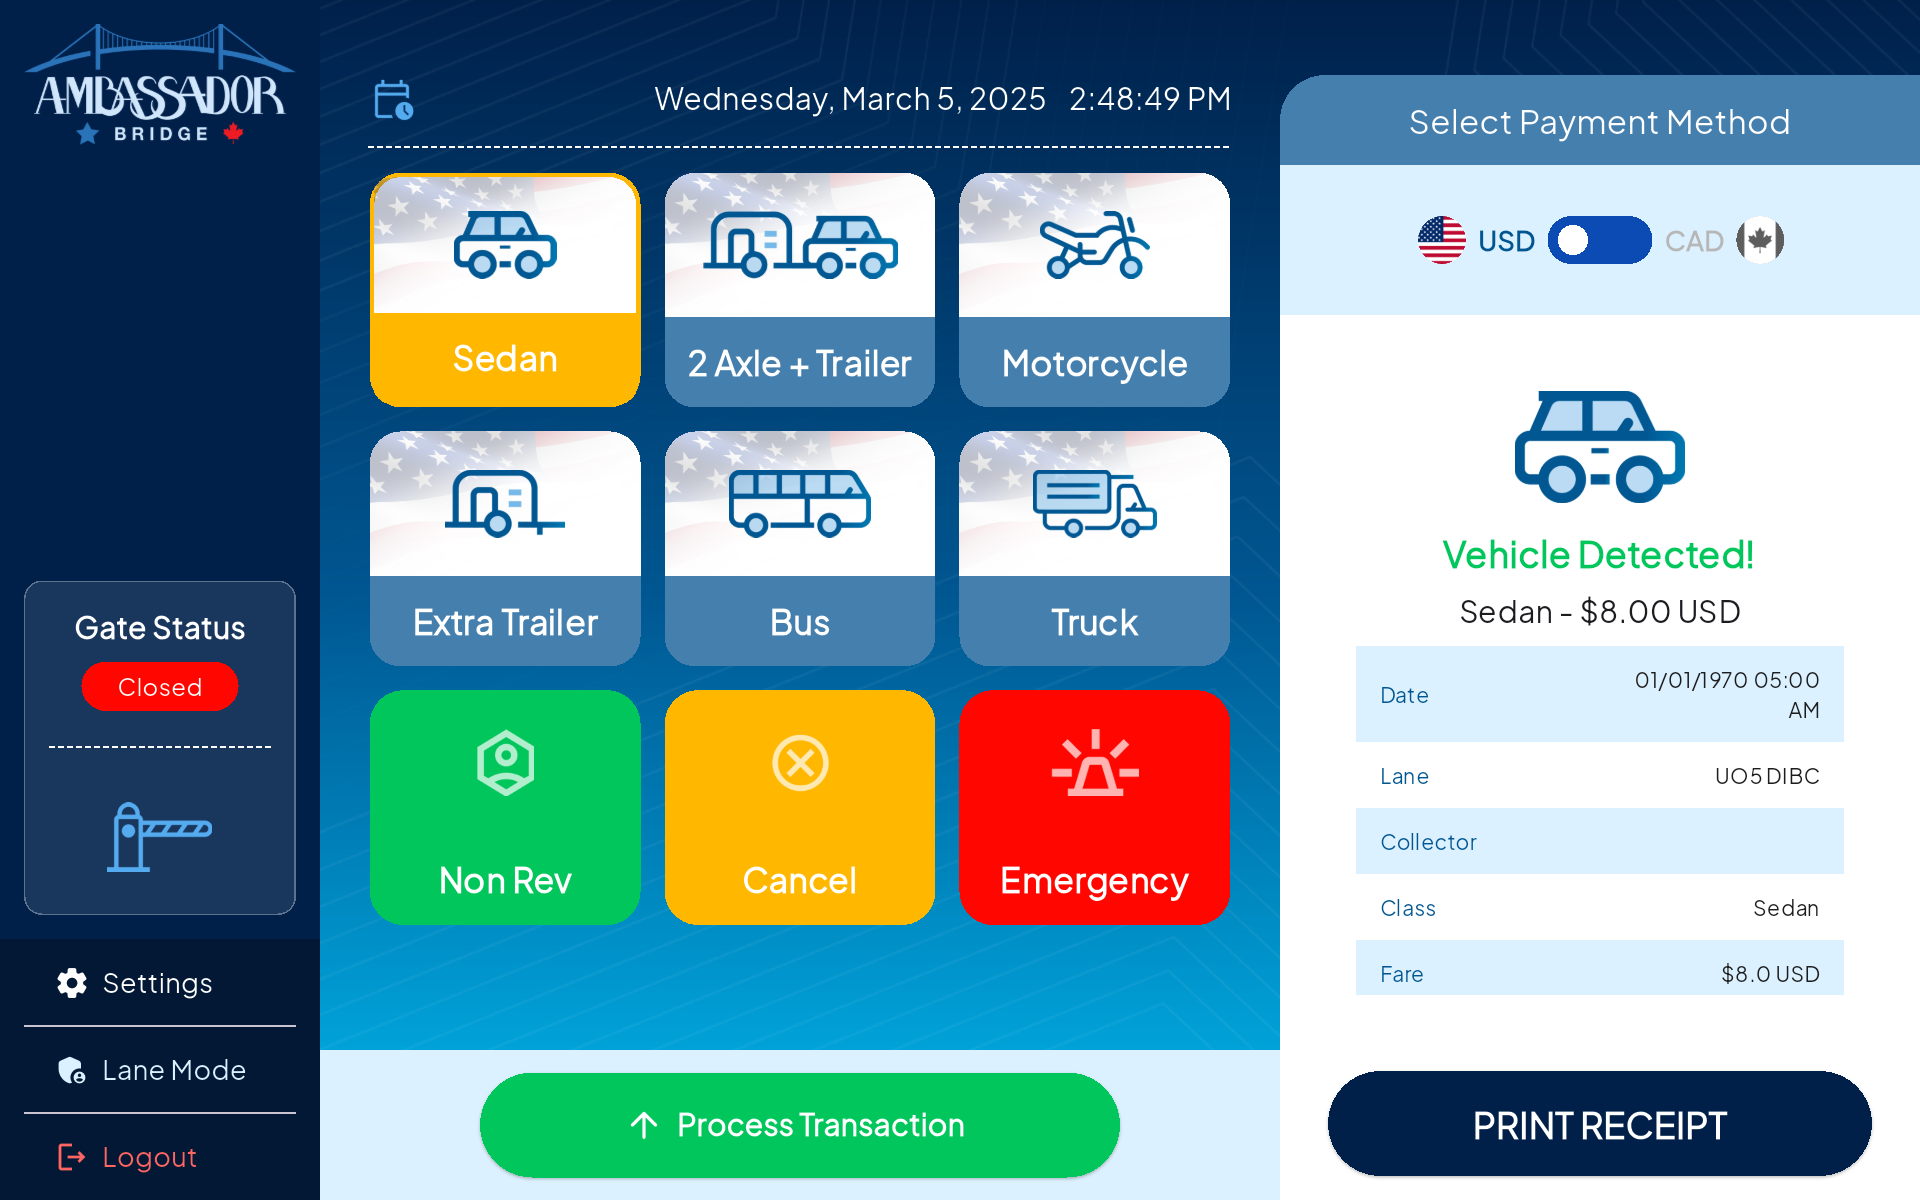 AMBASSADOR
BRIDGE
Gate Status
Closed
Settings
Lane Mode
Logout
Wednesday, March 5, 2025 2:48:49 PM
Sedan
2 Axle + Trailer
Motorcycle
Extra Trailer
Bus
Truck
Non Rev
Cancel
Emergency
Process Transaction
Select Payment Method
USD
CAD
Vehicle Detected!
Sedan - $8.00 USD
Date 01/01/1970 05:00
AM
Lane UO5 DIBC
Collector
Class Sedan
Fare $8.0 USD
PRINT RECEIPT